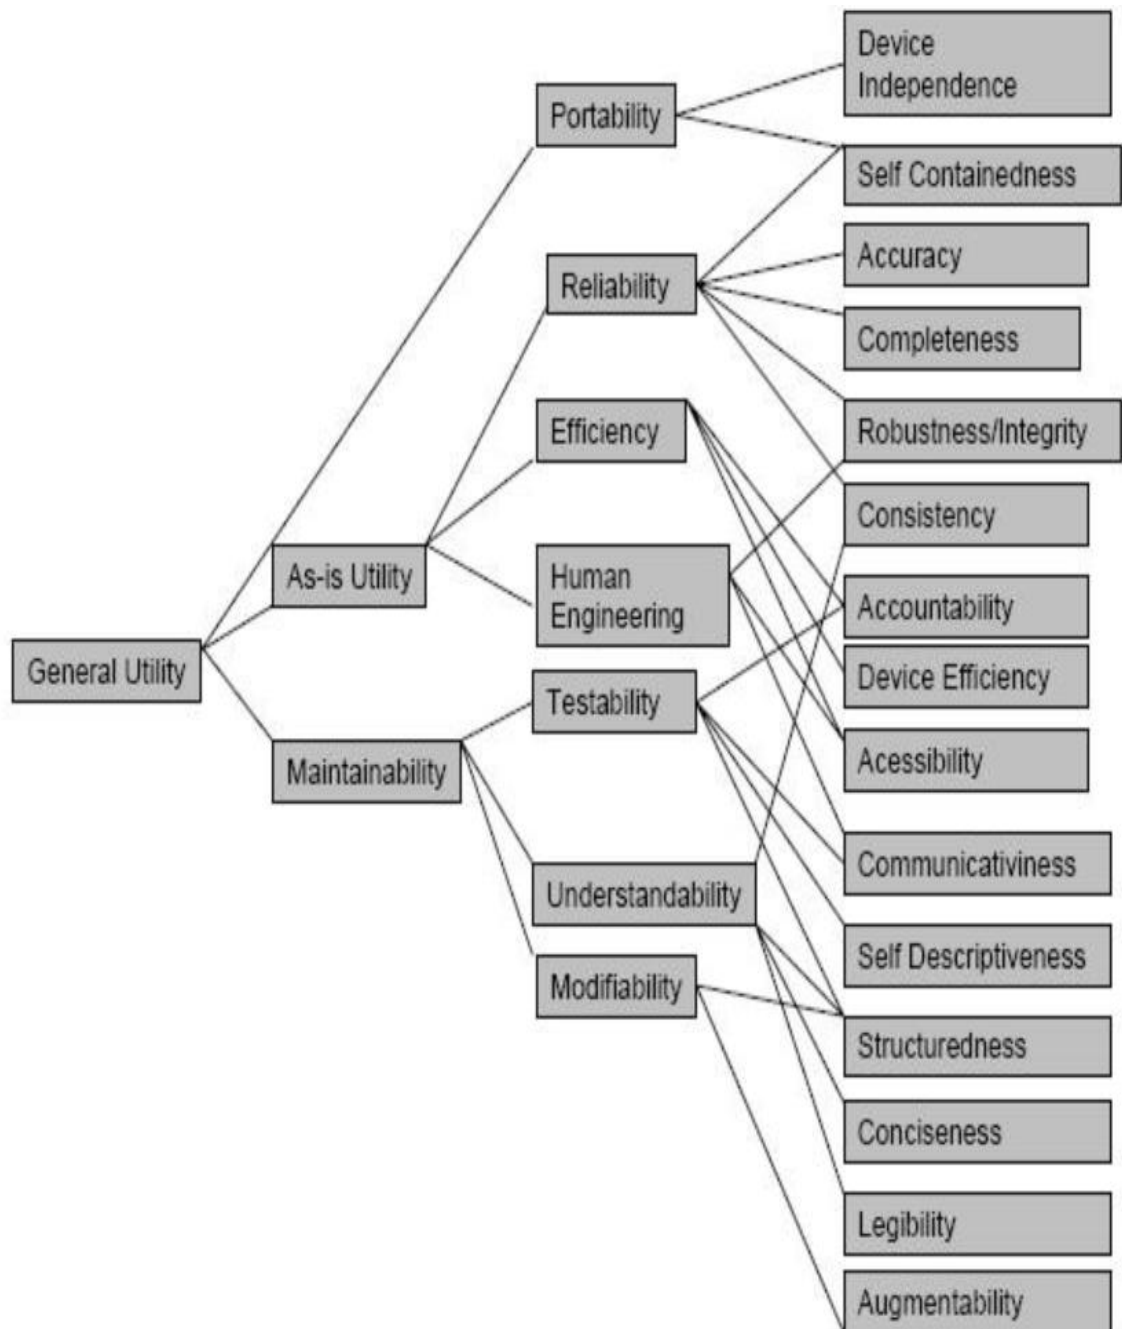 General Utility
As-is Utility
Maintainability
Portability
Reliability
Efficiency
Human
Engineering
Testability
Understandability
Modifiability
Device
Independence
Self Containedness
Accuracy
Completeness
Robustness/Integrity
Consistency
Accountability
Device Efficiency
Acessibility
Communicativiness
Self Descriptiveness
Structuredness
Conciseness
Legibility
Augmentability